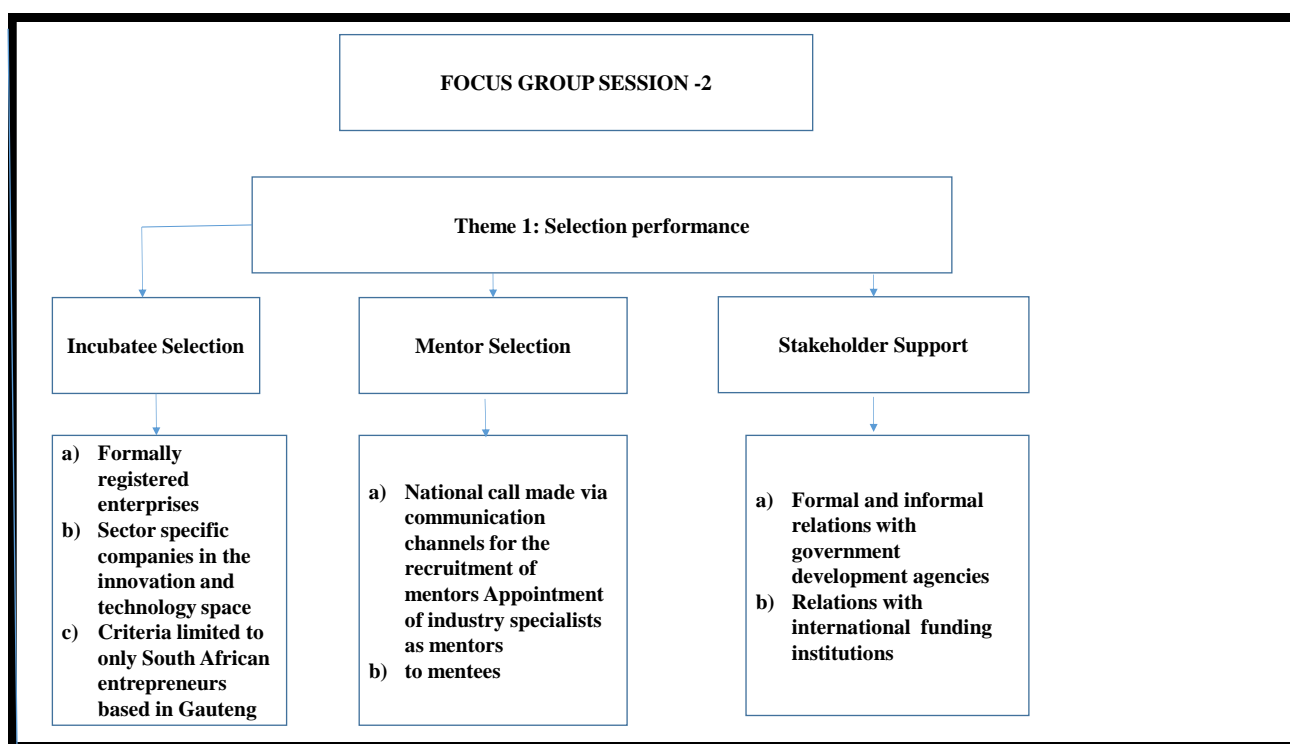 FOCUS GROUP SESSION -2
Theme 1: Selection performance
Incubatee Selection
Mentor Selection
Stakeholder Support
a) Formally
registered
enterprises
b) Sector specific
companies in the
innovation and
technology space
c) Criteria limited to
only South African
entrepreneurs
based in Gauteng
a) National call made via
communication
channels for the
recruitment of
mentors Appointment
of industry specialists
as mentors
b) to mentees
a) Formal and informal
relations with
government
development agencies
b) Relations with
international funding
institutions